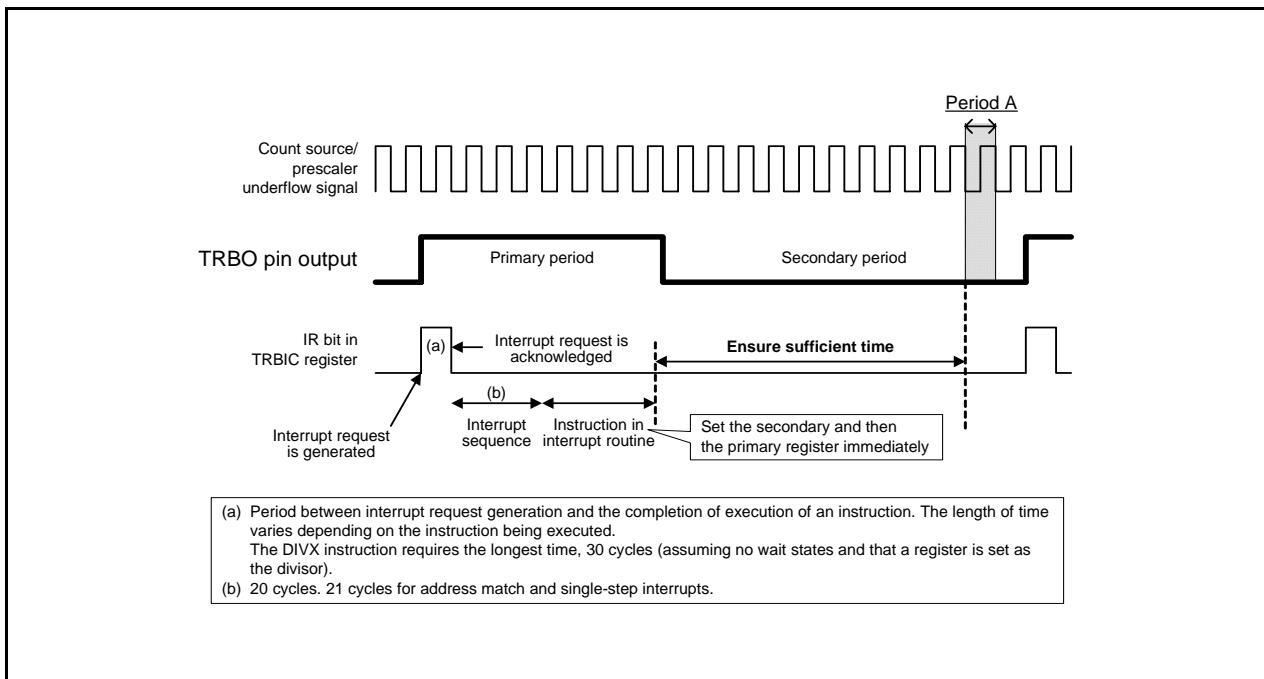 Period A
Count source/
prescaler
underflow signal
TRBO pin output
Primary period
Secondary period
IR bit in
TRBIC register
(a)
Interrupt request is
acknowledged
Ensure sufficient time
(b)
Interrupt request
is generated
Interrupt
sequence
Instruction in
interrupt routine
Set the secondary and then
the primary register immediately
(a) Period between interrupt request generation and the completion of execution of an instruction. The length of time
varies depending on the instruction being executed.
The DIVX instruction requires the longest time, 30 cycles (assuming no wait states and that a register is set as
the divisor).
(b) 20 cycles. 21 cycles for address match and single-step interrupts.